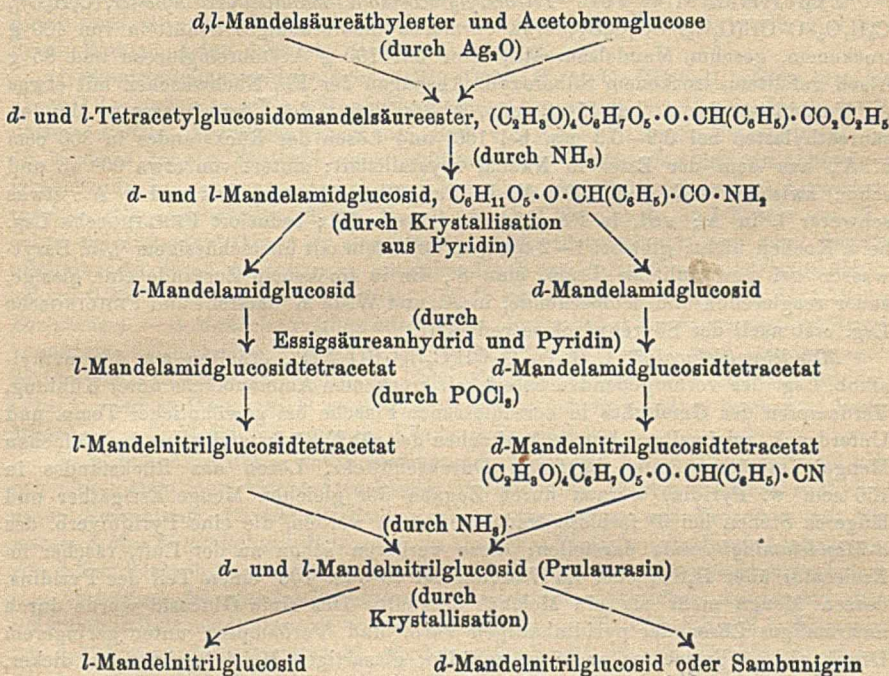 d,l-Mandelsäureäthylester und Acetobromglucose
(durch Ag₂O)
d- und l-Tetracetylglucosidomandelsäureester, (C₂H₃O)₄C₆H₇O₅·O·CH(C₆H₅)·CO₂C₂H₅
(durch NH₃)
d- und l-Mandelamidglucosid, C₆H₁₁O₅·O·CH(C₆H₅)·CO·NH₂
(durch Krystallisation
aus Pyridin)
l-Mandelamidglucosid d-Mandelamidglucosid
(durch
Essigsäureanhydrid und Pyridin)
l-Mandelamidglucosidtetracetat d-Mandelamidglucosidtetracetat
(durch POCl₃)
l-Mandelnitrilglucosidtetracetat d-Mandelnitrilglucosidtetracetat
(C₂H₃O)₄C₆H₇O₅·O·CH(C₆H₅)·CN
(durch NH₃)
d- und l-Mandelnitrilglucosid (Prulaurasin)
(durch
Krystallisation)
l-Mandelnitrilglucosid d-Mandelnitrilglucosid oder Sambunigrin